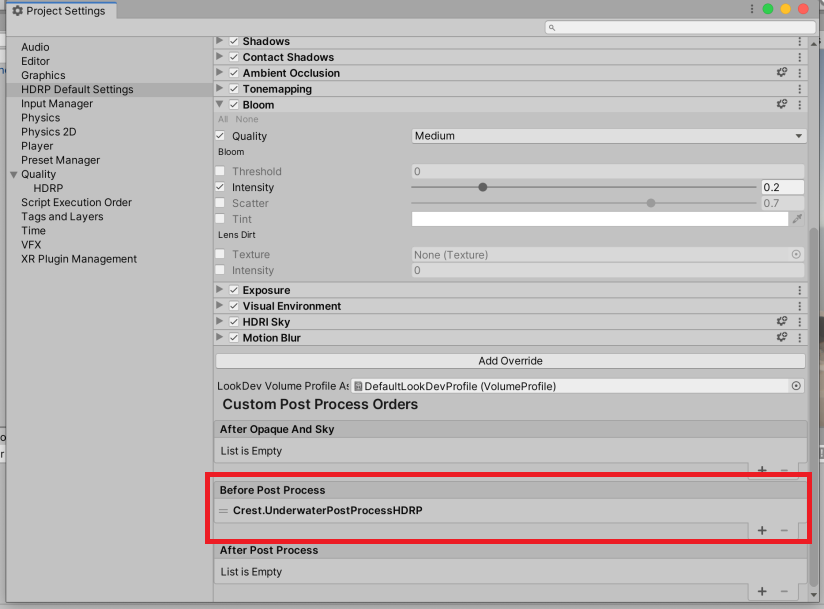 Project Settings
Audio
Editor
Graphics
HDRP Default Settings
Input Manager
Physics
Physics 2D
Player
Preset Manager
Quality
HDRP
Script Execution Order
Tags and Layers
Time
VFX
XR Plugin Management
Shadows
Contact Shadows
Ambient Occlusion
Tonemapping
Bloom
All None
Quality Medium
Bloom
Threshold 0
Intensity 0.2
Scatter 0.7
Tint
Lens Dirt
Texture None (Texture)
Intensity 0
Exposure
Visual Environment
HDRI Sky
Motion Blur
Add Override
LookDev Volume Profile As DefaultLookDevProfile (VolumeProfile)
Custom Post Process Orders
After Opaque And Sky
List is Empty
Before Post Process
Crest.UnderwaterPostProcessHDRP
After Post Process
List is Empty